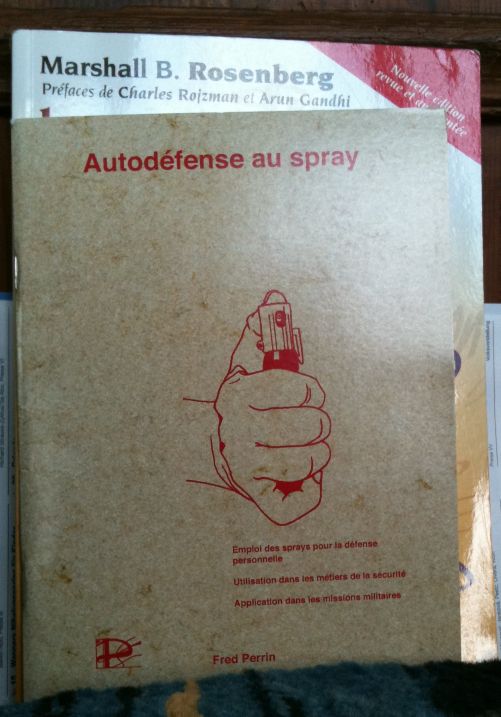 Marshall B. Rosenberg
Préfaces de Charles Rojzman et Arun Gandhi
Nouvelle édition
revue et
Autodéfense au spray
Emploi des sprays pour la défense
personnelle
Utilisation dans les métiers de la sécurité
Application dans les missions militaires
Fred Perrin